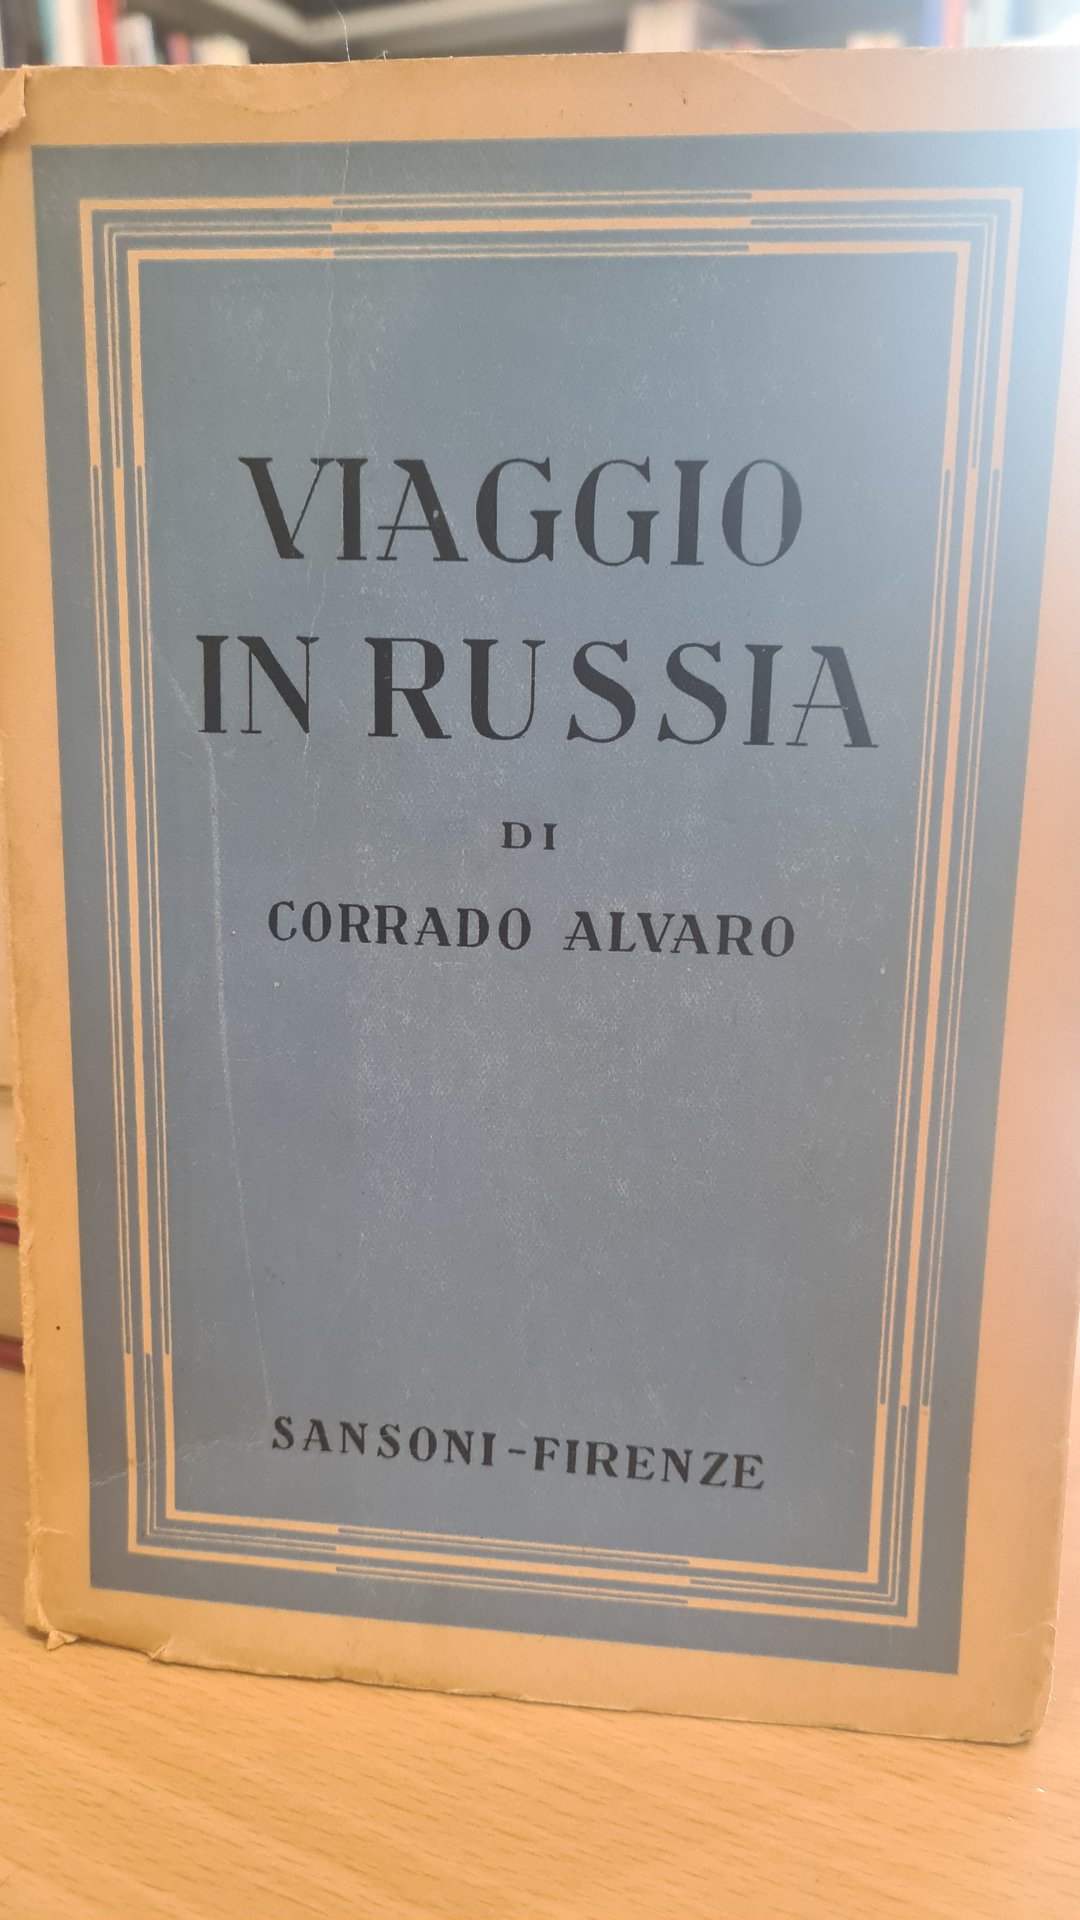 VIAGGIO
IN RUSSIA
DI
CORRADO ALVARO
SANSONI-FIRENZE